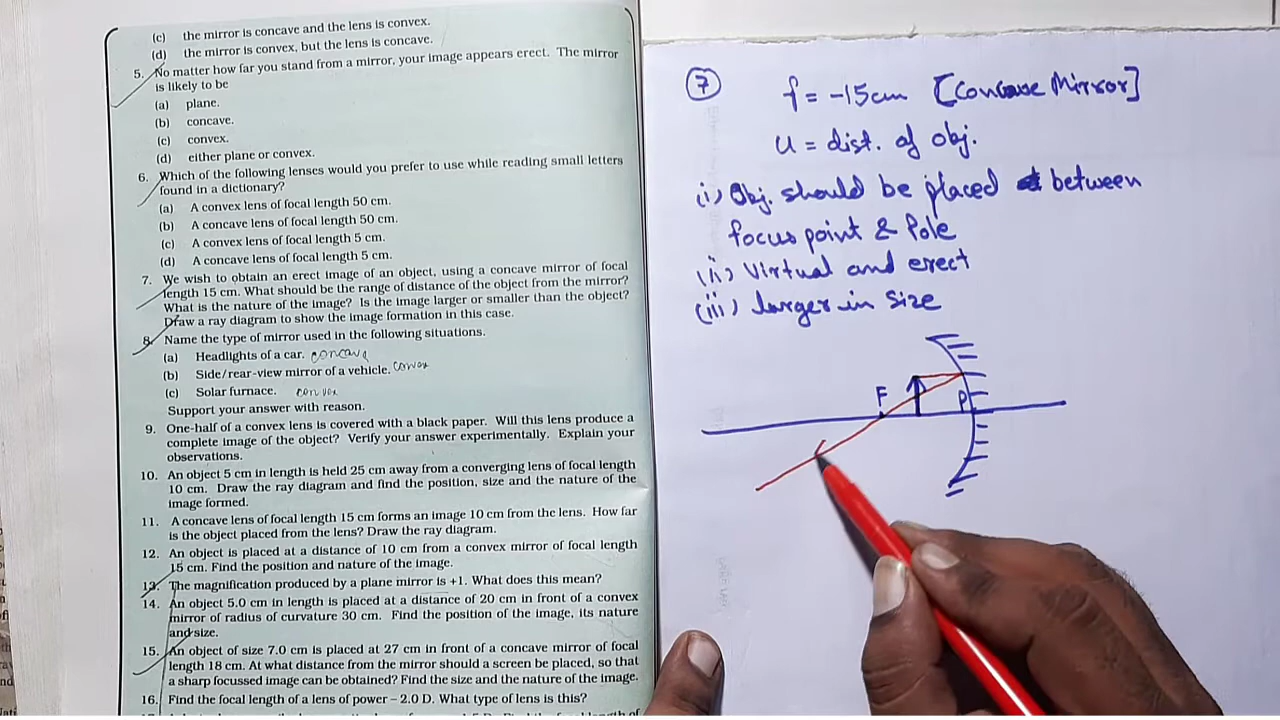 (c) the mirror is concave and the lens is convex.
(d) the mirror is convex, but the lens is concave.
5. No matter how far you stand from a mirror, your image appears erect. The mirror
is likely to be
(a) plane.
(b) concave.
(c) convex.
(d) either plane or convex.
6. Which of the following lenses would you prefer to use while reading small letters
found in a dictionary?
(a) A convex lens of focal length 50 cm.
(b) A concave lens of focal length 50 cm.
(c) A convex lens of focal length 5 cm.
(d) A concave lens of focal length 5 cm.
7. We wish to obtain an erect image of an object, using a concave mirror of focal
length 15 cm. What should be the range of distance of the object from the mirror?
What is the nature of the image? Is the image larger or smaller than the object?
Draw a ray diagram to show the image formation in this case.
8. Name the type of mirror used in the following situations.
(a) Headlights of a car. concave
(b) Side/rear-view mirror of a vehicle. convex
(c) Solar furnace. convex
Support your answer with reason.
9. One-half of a convex lens is covered with a black paper. Will this lens produce a
complete image of the object? Verify your answer experimentally. Explain your
observations.
10. An object 5 cm in length is held 25 cm away from a converging lens of focal length
10 cm. Draw the ray diagram and find the position, size and the nature of the
image formed.
11. A concave lens of focal length 15 cm forms an image 10 cm from the lens. How far
is the object placed from the lens? Draw the ray diagram.
12. An object is placed at a distance of 10 cm from a convex mirror of focal length
15 cm. Find the position and nature of the image.
13. The magnification produced by a plane mirror is +1. What does this mean?
14. An object 5.0 cm in length is placed at a distance of 20 cm in front of a convex
mirror of radius of curvature 30 cm. Find the position of the image, its nature
and size.
15. An object of size 7.0 cm is placed at 27 cm in front of a concave mirror of focal
length 18 cm. At what distance from the mirror should a screen be placed, so that
a sharp focussed image can be obtained? Find the size and the nature of the image.
16. Find the focal length of a lens of power – 2.0 D. What type of lens is this?
7 f = -15cm [Concave Mirror]
u = dist. of obj.
(i) Obj. should be placed between
focus point & Pole
(ii) Virtual and erect
(iii) larger in size
F P